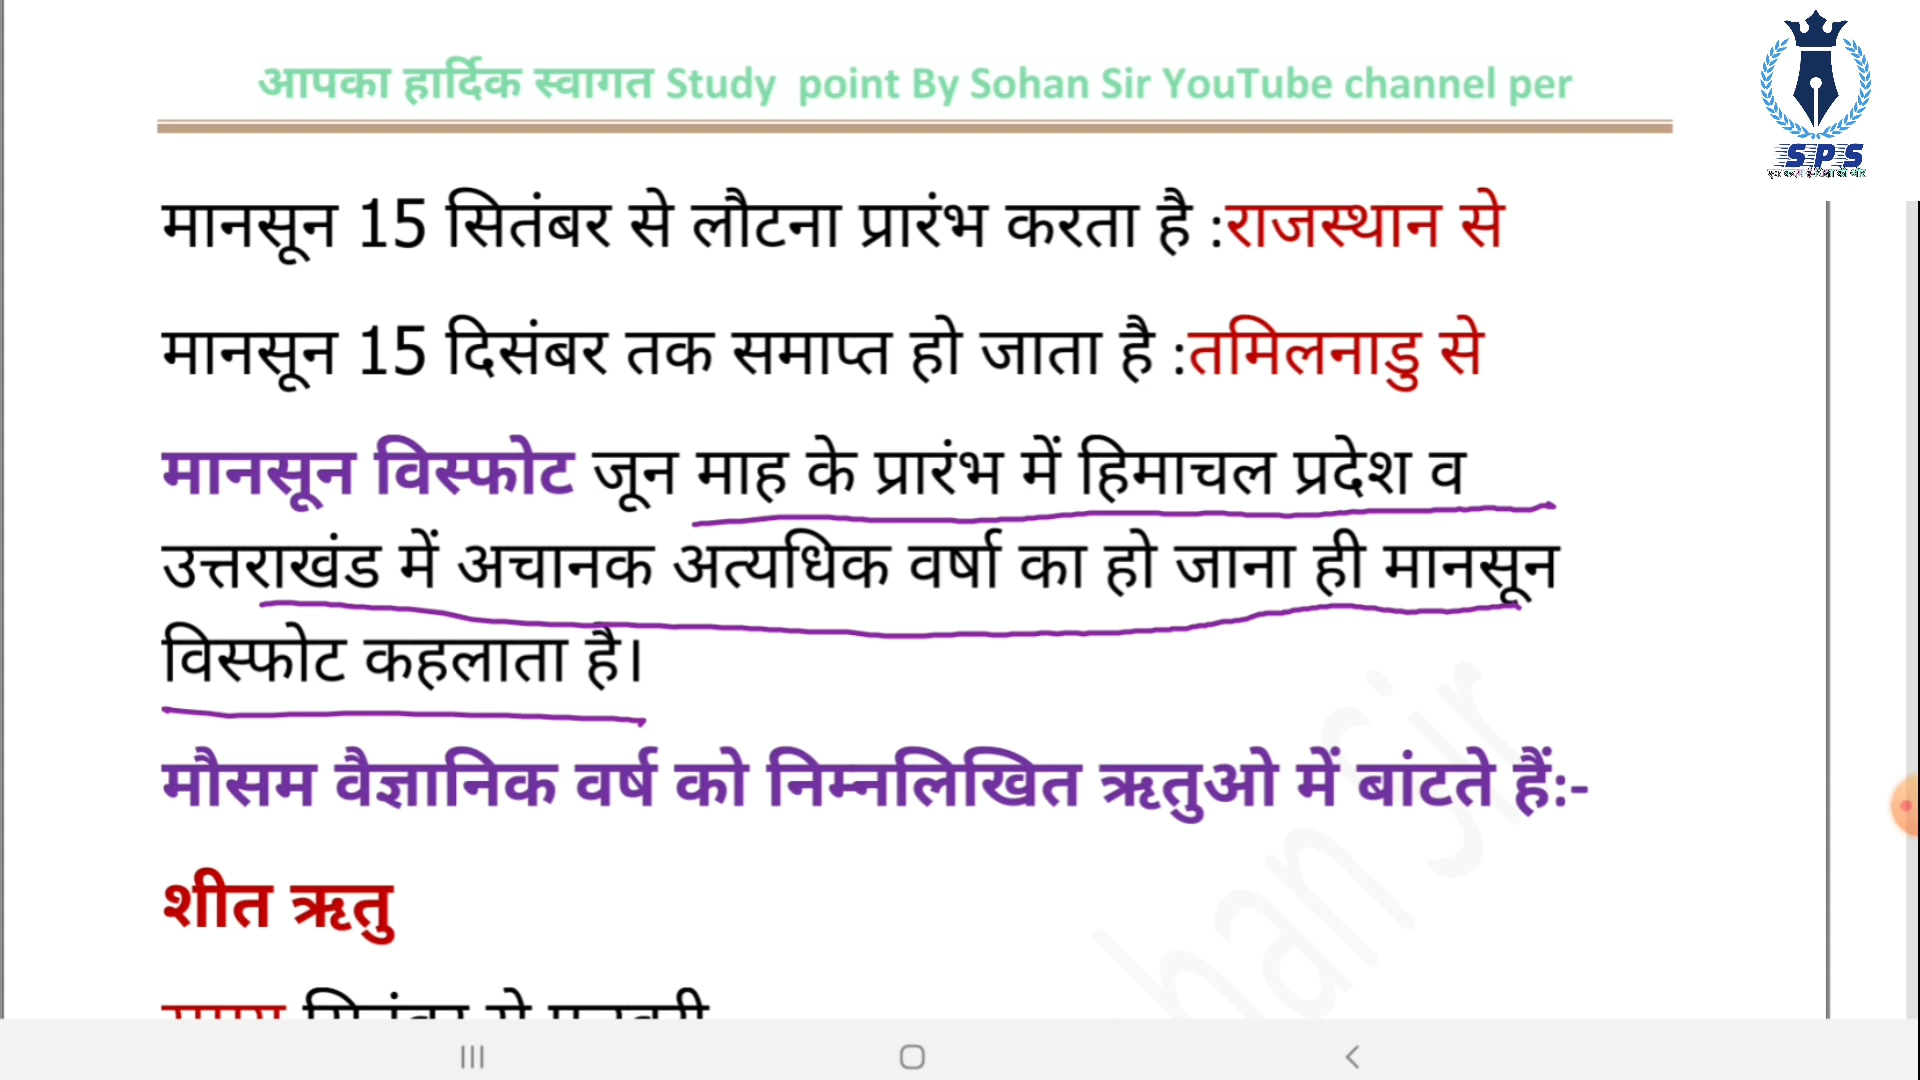 आपका हार्दिक स्वागत Study point By Sohan Sir YouTube channel per
SPS
मानसून 15 सितंबर से लौटना प्रारंभ करता है :राजस्थान से
मानसून 15 दिसंबर तक समाप्त हो जाता है :तमिलनाडु से
मानसून विस्फोट जून माह के प्रारंभ में हिमाचल प्रदेश व
उत्तराखंड में अचानक अत्यधिक वर्षा का हो जाना ही मानसून
विस्फोट कहलाता है।
मौसम वैज्ञानिक वर्ष को निम्नलिखित ऋतुओ में बांटते हैं:-
शीत ऋतु
han Sir